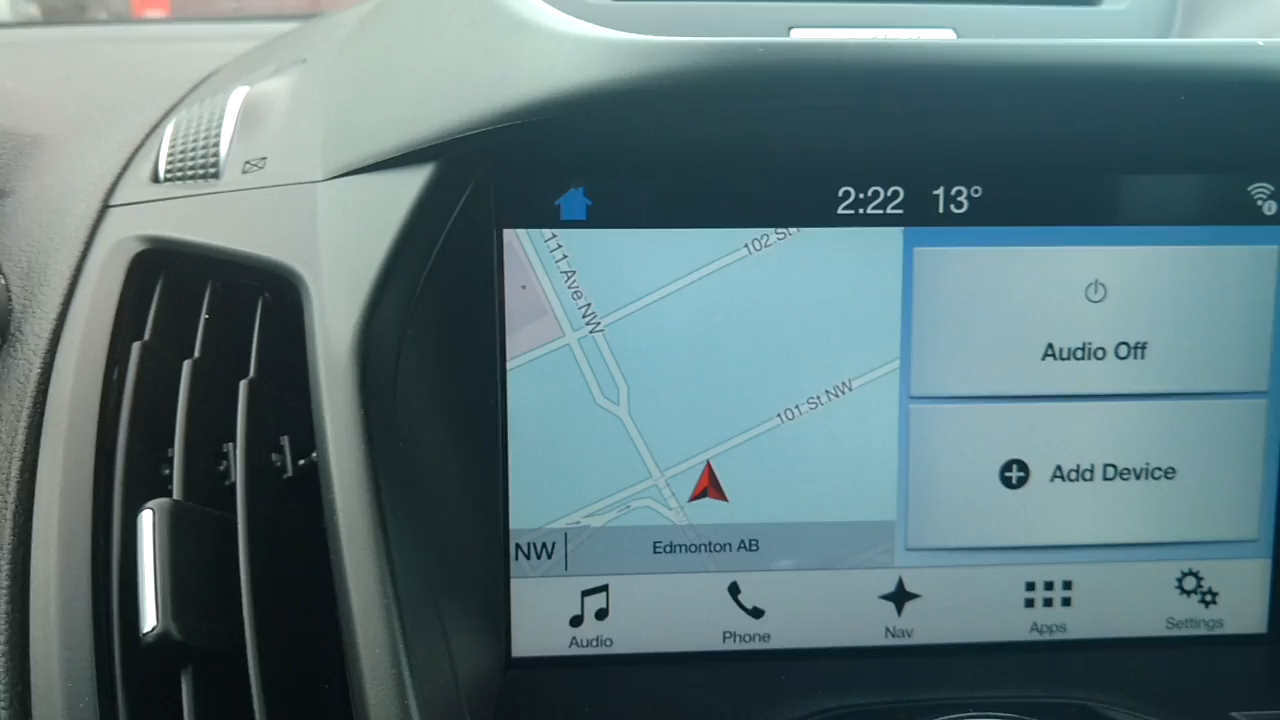 2:22 13°
111 Ave NW
102 St
101 St NW
Audio Off
Add Device
NW
Edmonton AB
Audio
Phone
Nav
Apps
Settings